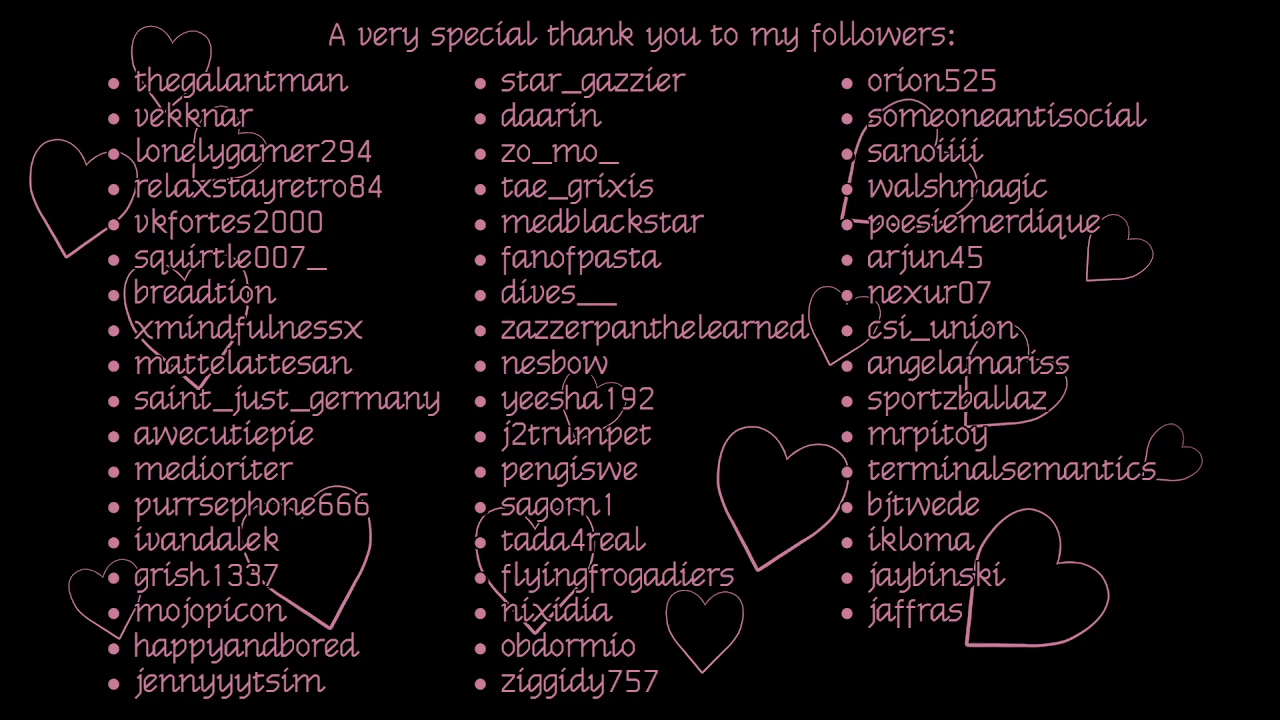 A very special thank you to my followers:
thegalantman
vekknar
lonelygamer294
relaxstayretro84
vkfortes2000
squirtle007_
breadtion
xmindfulnessx
mattelattesan
saint_just_germany
awecutiepie
medioriter
purrsephone666
ivandalek
grish1337
mojopicon
happyandbored
jennyyytsim
star_gazzier
daarin
zo_mo_
tae_grixis
medblackstar
fanofpasta
dives__
zazzerpanthelearned
nesbow
yeesha192
j2trumpet
pengiswe
sagorn1
tada4real
flyingfrogadiers
nixidia
obdormio
ziggidy757
orion525
someoneantisocial
sanoiiii
walshmagic
poesiemerdique
arjun45
nexur07
csi_union
angelamariss
sportzballaz
mrpitoy
terminalsemantics
bjtwede
ikloma
jaybinski
jaffras